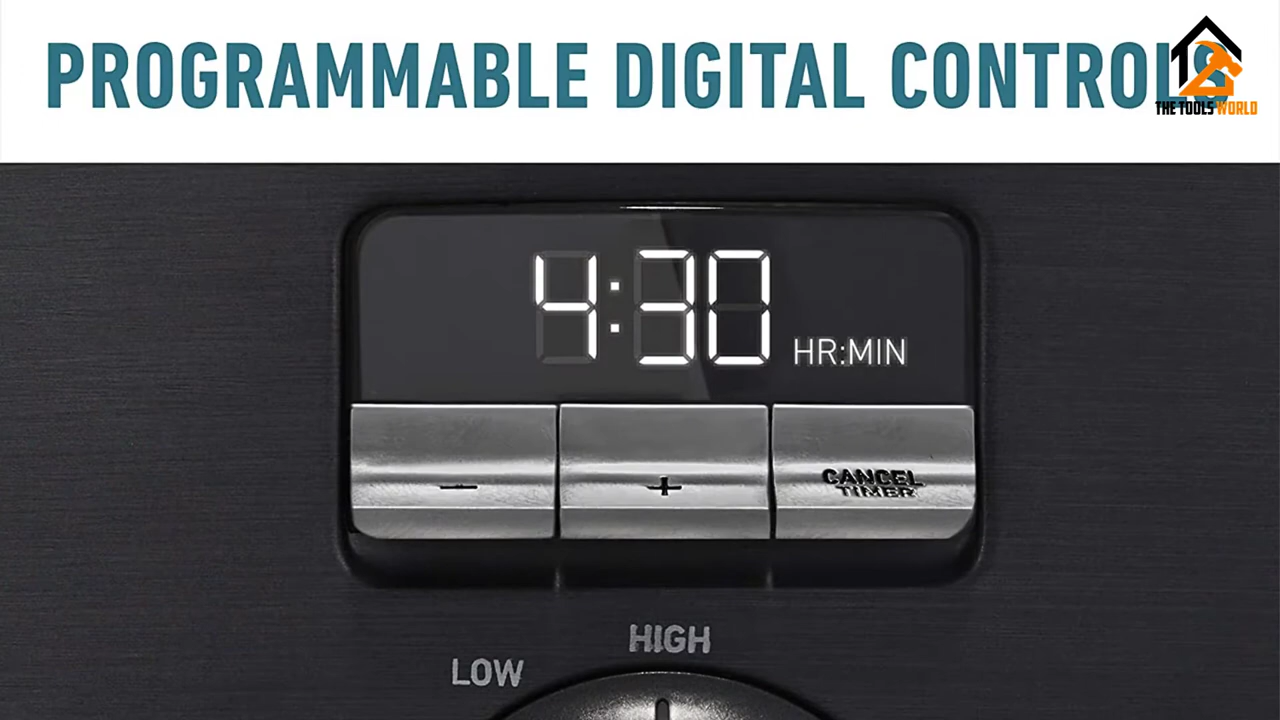 PROGRAMMABLE DIGITAL CONTROLS
THE TOOLS WORLD
4:30 HR:MIN
− + CANCEL
TIMER
HIGH
LOW